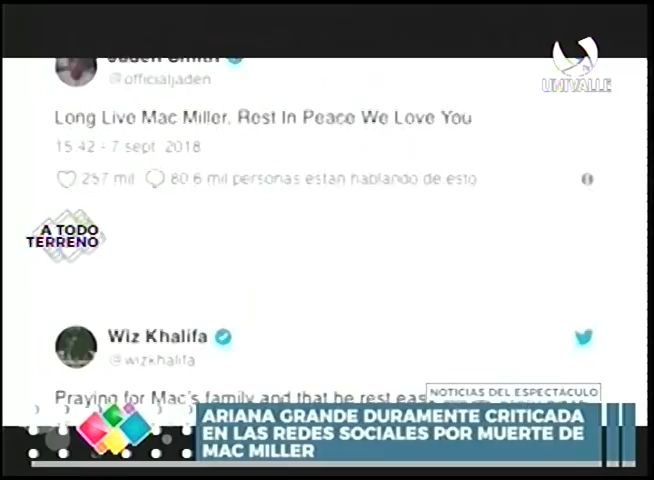 Jaden Smith
@officialjaden
UNIVALLE
Long Live Mac Miller, Rest In Peace We Love You
15:42 - 7 sept. 2018
257 mil 80.6 mil personas están hablando de esto
A TODO
TERRENO
Wiz Khalifa
@wizkhalifa
Praying for Mac's family and that he rest easy
NOTICIAS DEL ESPECTÁCULO
ARIANA GRANDE DURAMENTE CRITICADA
EN LAS REDES SOCIALES POR MUERTE DE
MAC MILLER